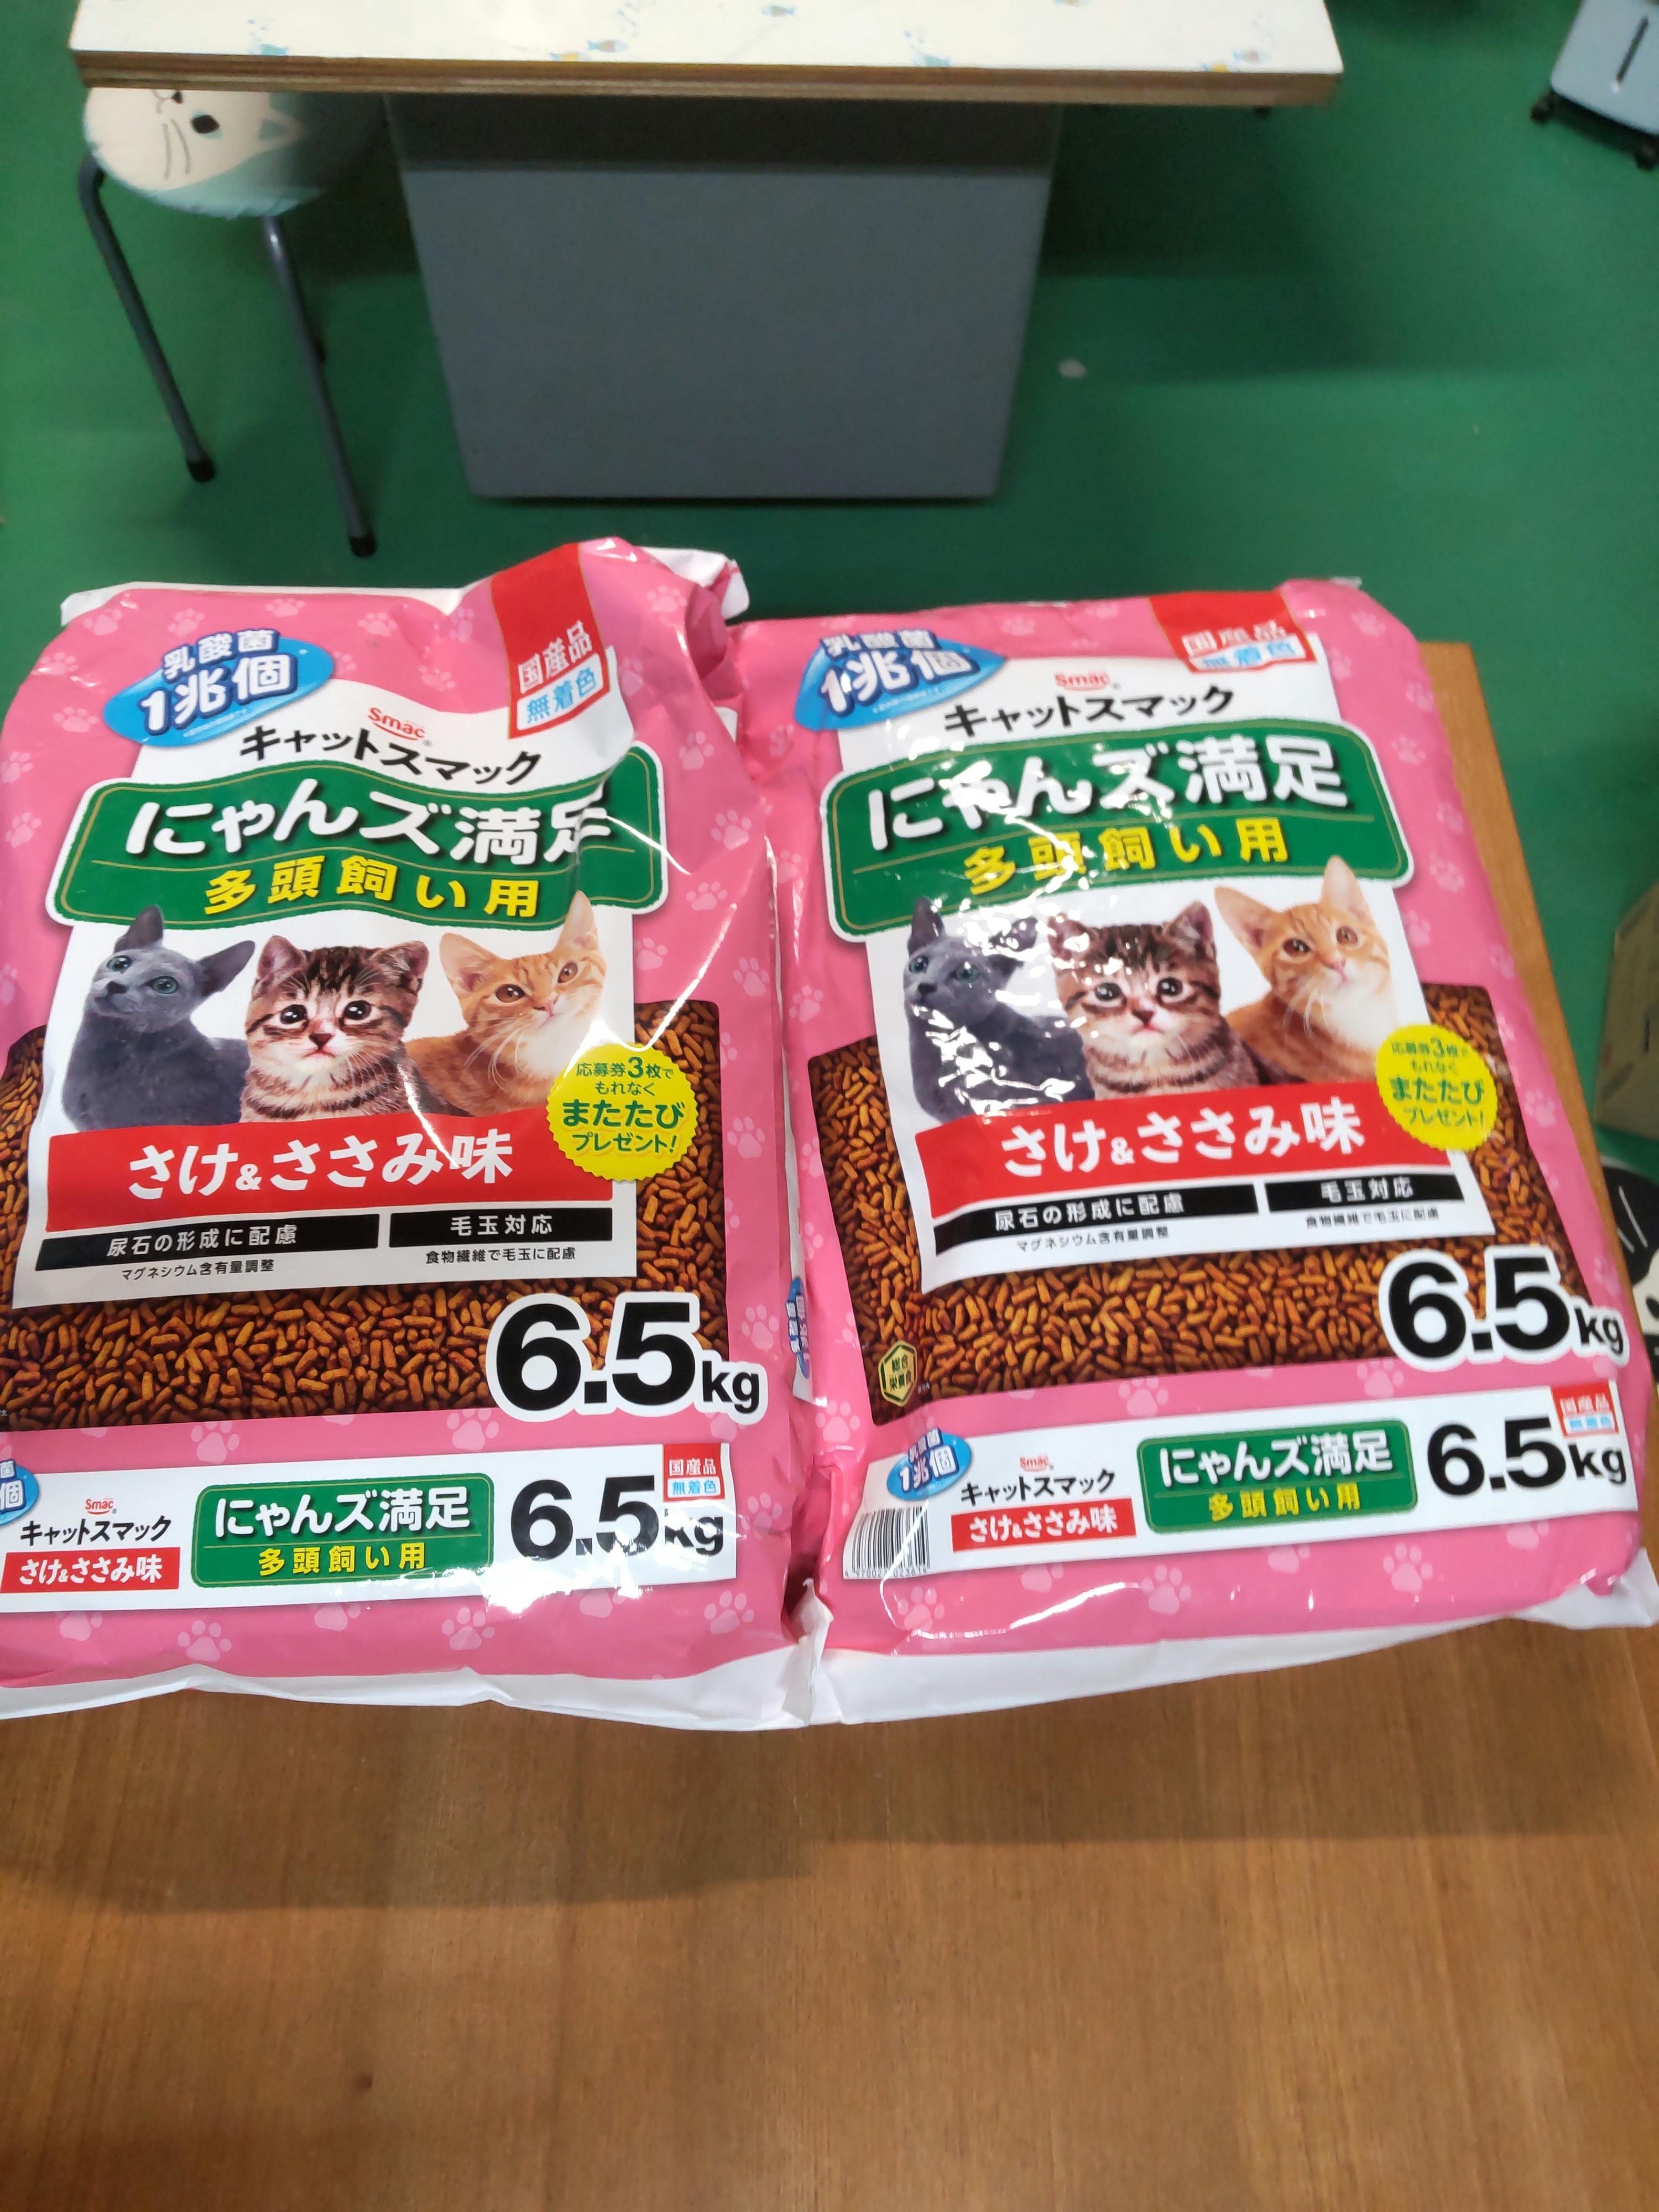 乳酸菌
1兆個
国産品
無着色
Smac
キャットスマック
にゃんズ満足
多頭飼い用
応募券3枚で
もれなく
またたび
プレゼント!
さけ&ささみ味
尿石の形成に配慮
マグネシウム含有量調整
毛玉対応
食物繊維で毛玉に配慮
6.5kg
菌
個
Smac
キャットスマック
さけ&ささみ味
にゃんズ満足
多頭飼い用
6.5kg
国産品
無着色
乳酸菌
1兆個
国産品
無着色
Smac
キャットスマック
にゃんズ満足
多頭飼い用
応募券3枚で
もれなく
またたび
プレゼント!
さけ&ささみ味
尿石の形成に配慮
マグネシウム含有量調整
毛玉対応
食物繊維で毛玉に配慮
6.5kg
総合
栄養食
乳酸菌
1兆個
Smac
キャットスマック
さけ&ささみ味
にゃんズ満足
多頭飼い用
6.5kg
国産品
無着色